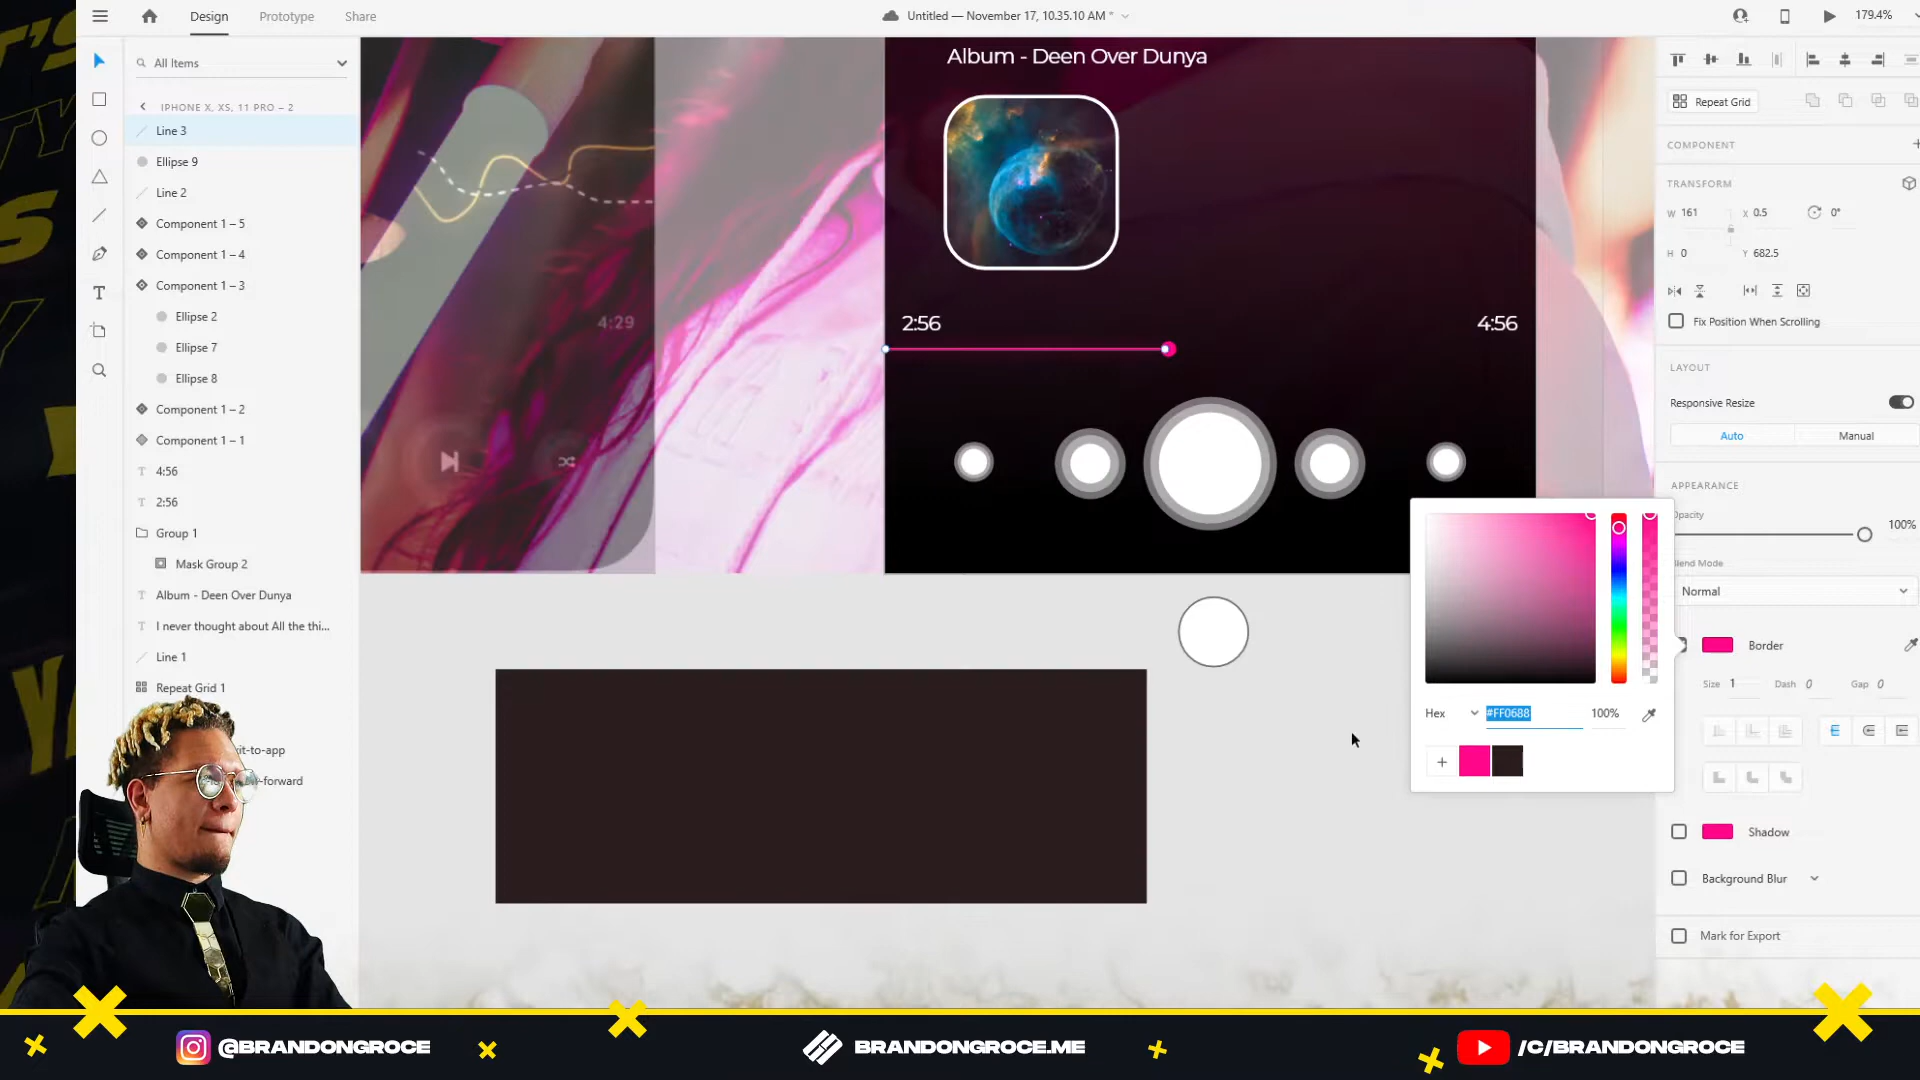 Design
Prototype
Share
Untitled — November 17, 10.35.10 AM *
179.4%
All Items
IPHONE X, XS, 11 PRO – 2
Line 3
Ellipse 9
Line 2
Component 1 – 5
Component 1 – 4
Component 1 – 3
Ellipse 2
Ellipse 7
Ellipse 8
Component 1 – 2
Component 1 – 1
4:56
2:56
Group 1
Mask Group 2
Album - Deen Over Dunya
I never thought about All the thi...
Line 1
Repeat Grid 1
it-to-app
-forward
4:29
Album - Deen Over Dunya
2:56
4:56
Repeat Grid
COMPONENT
TRANSFORM
W 161
X 0.5
0°
H 0
Y 682.5
Fix Position When Scrolling
LAYOUT
Responsive Resize
Auto
Manual
APPEARANCE
Opacity
100%
Blend Mode
Normal
Border
Size 1
Dash 0
Gap 0
Shadow
Background Blur
Mark for Export
Hex
#FF0688
100%
@BRANDONGROCE
BRANDONGROCE.ME
/C/BRANDONGROCE